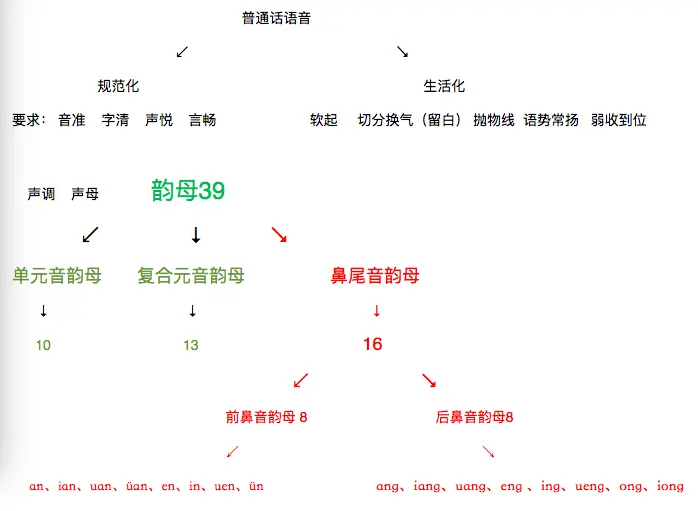 普通话语音
↙ ↘
规范化 生活化
要求: 音准 字清 声悦 言畅 软起 切分换气（留白） 抛物线 语势常扬 弱收到位
声调 声母 韵母39
↙ ↓ ↘
单元音韵母 复合元音韵母 鼻尾音韵母
↓ ↓ ↓
10 13 16
↙ ↘
前鼻音韵母 8 后鼻音韵母8
↙ ↘
an、ian、uan、üan、en、in、uen、ün ang、iang、uang、eng 、ing、ueng、ong、iong